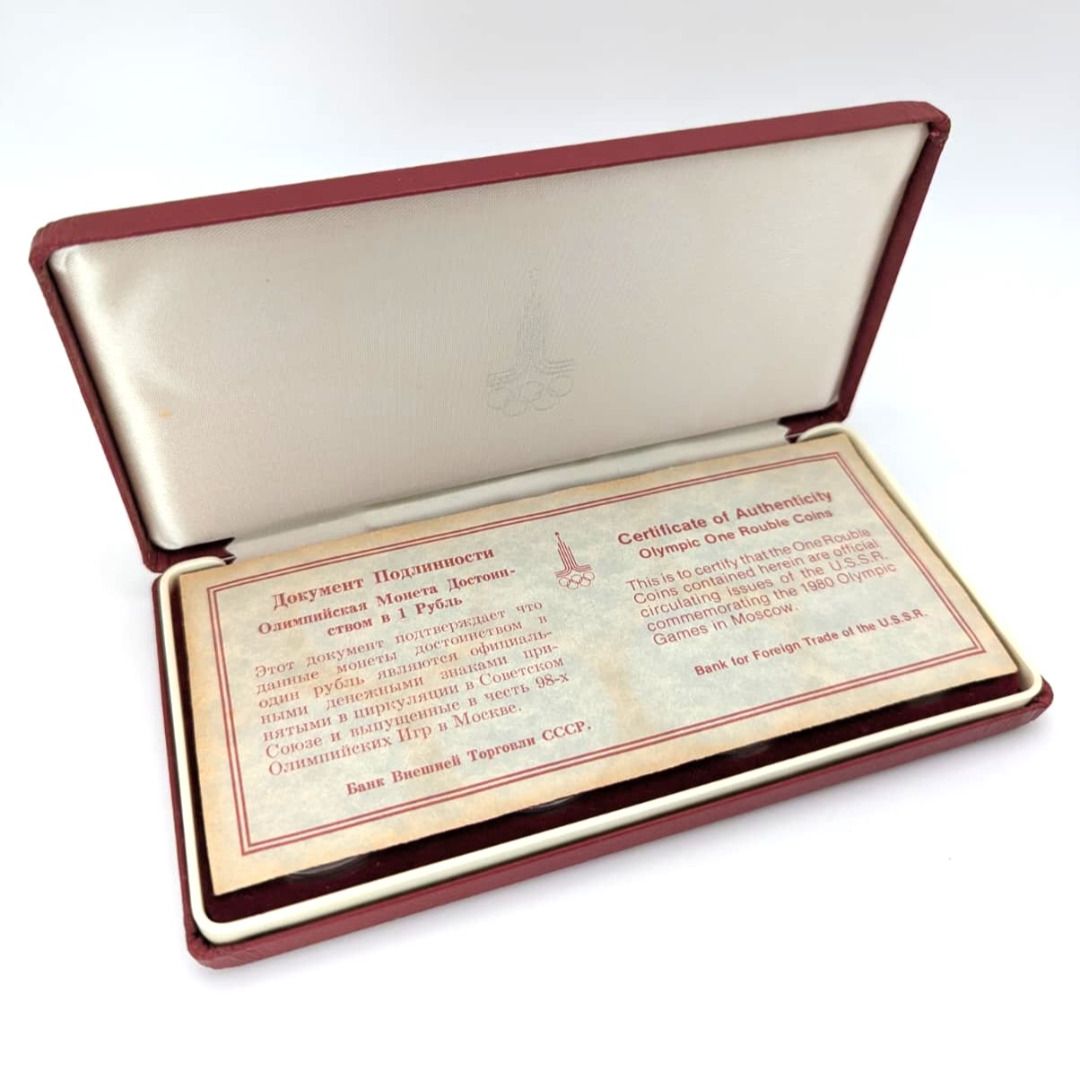 Документ Подлинности
Олимпийская Монета Достоин-
ством в 1 Рубль
Этот документ подтверждает что
данные монеты достоинством в
один рубль являются официаль-
ными денежными знаками при-
нятыми в циркуляции в Советском
Союзе и выпущенные в честь 98-х
Олимпийских Игр в Москве.
Банк Внешней Торговли СССР.
Certificate of Authenticity
Olympic One Rouble Coins
This is to certify that the One Rouble
Coins contained herein are official
circulating issues of the U.S.S.R.
commemorating the 1980 Olympic
Games in Moscow.
Bank for Foreign Trade of the U.S.S.R.